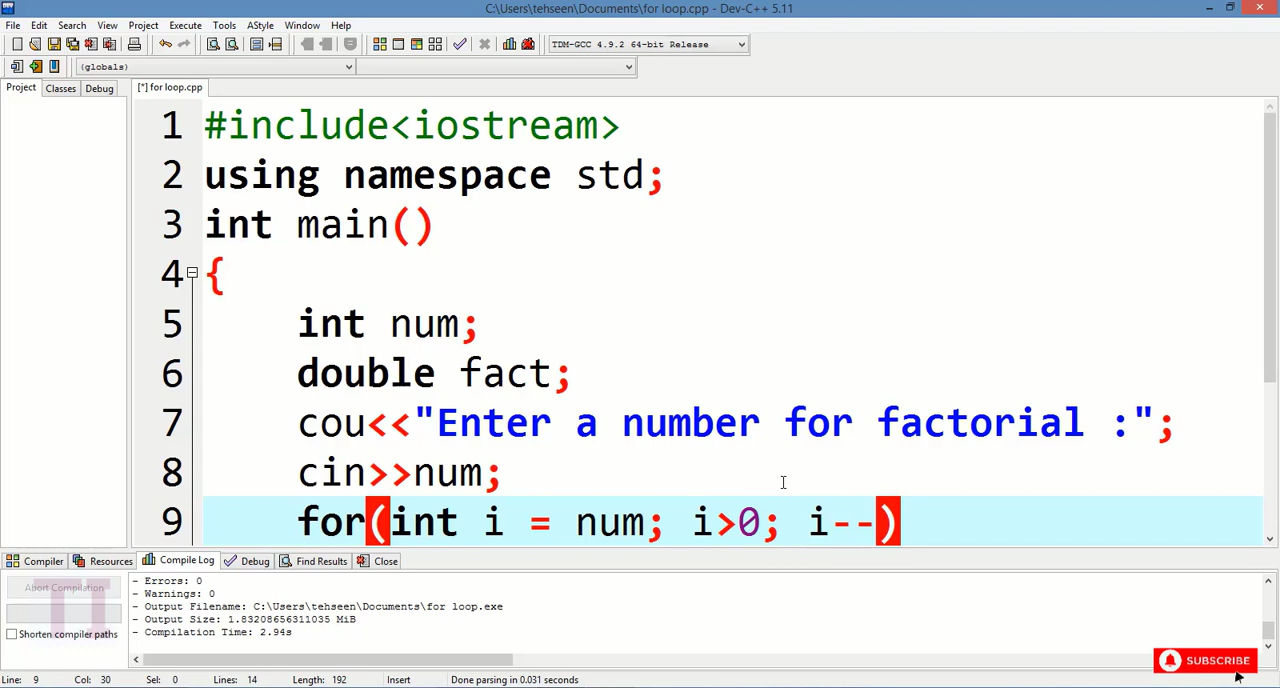 C:\Users\tehseen\Documents\for loop.cpp - Dev-C++ 5.11
File Edit Search View Project Execute Tools AStyle Window Help
TDM-GCC 4.9.2 64-bit Release
(globals)
Project Classes Debug [*] for loop.cpp
1 #include<iostream>
2 using namespace std;
3 int main()
4 {
5 int num;
6 double fact;
7 cou<<"Enter a number for factorial :";
8 cin>>num;
9 for(int i = num; i>0; i--)
Compiler Resources Compile Log Debug Find Results Close
Abort Compilation
Shorten compiler paths
- Errors: 0
- Warnings: 0
- Output Filename: C:\Users\tehseen\Documents\for loop.exe
- Output Size: 1.83208656311035 MiB
- Compilation Time: 2.94s
TI
SUBSCRIBE
Line: 9 Col: 30 Sel: 0 Lines: 14 Length: 192 Insert Done parsing in 0.031 seconds